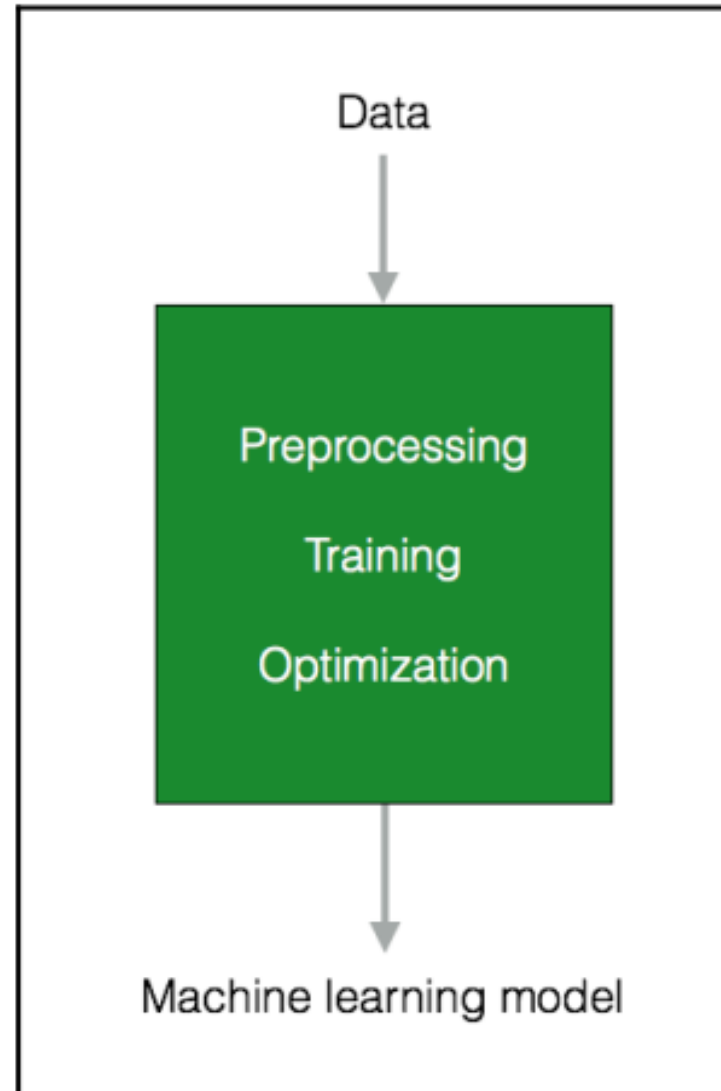 Data
Preprocessing
Training
Optimization
Machine learning model